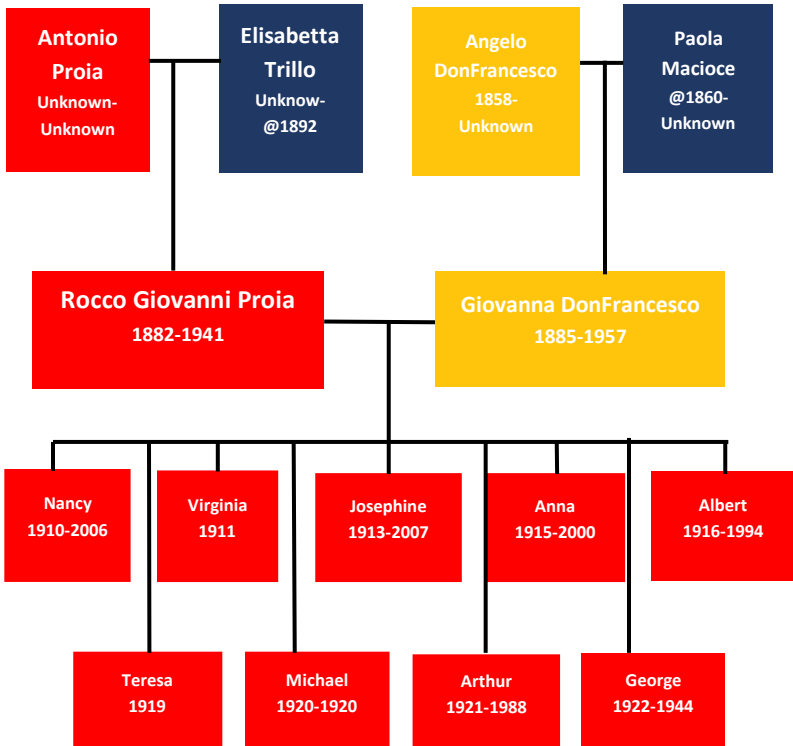 Antonio
Proia
Unknown-
Unknown
Elisabetta
Trillo
Unknow-
@1892
Angelo
DonFrancesco
1858-
Unknown
Paola
Macioce
@1860-
Unknown
Rocco Giovanni Proia
1882-1941
Giovanna DonFrancesco
1885-1957
Nancy
1910-2006
Virginia
1911
Josephine
1913-2007
Anna
1915-2000
Albert
1916-1994
Teresa
1919
Michael
1920-1920
Arthur
1921-1988
George
1922-1944